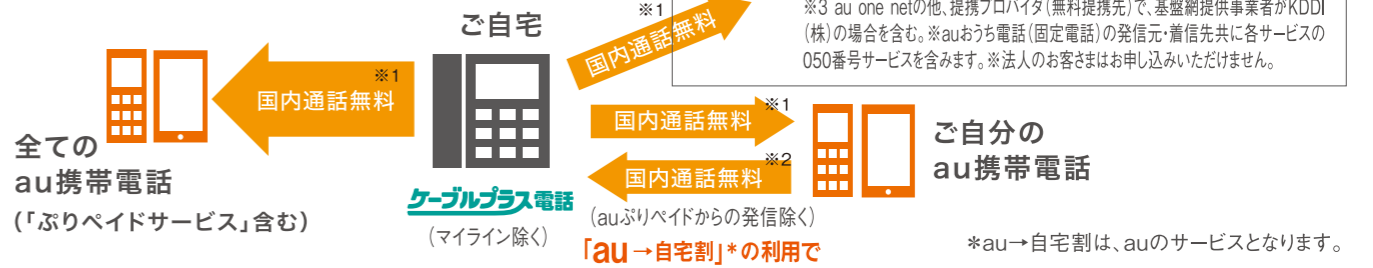 ※3 au one netの他、提携プロバイダ(無料提携先)で、基盤網提供事業者がKDDI
(株)の場合を含む。※auおうち電話(固定電話)の発信元・着信先共に各サービスの
050番号サービスを含みます。※法人のお客さまはお申し込みいただけません。
※1
国内通話無料
ご自宅
※1
国内通話無料
全ての
au携帯電話
(「ぷりペイドサービス」含む)
ケーブルプラス電話
(マイライン除く)
※1
国内通話無料
※2
国内通話無料
(auぷりペイドからの発信除く)
「au→自宅割」*の利用で
ご自分の
au携帯電話
*au→自宅割は、auのサービスとなります。